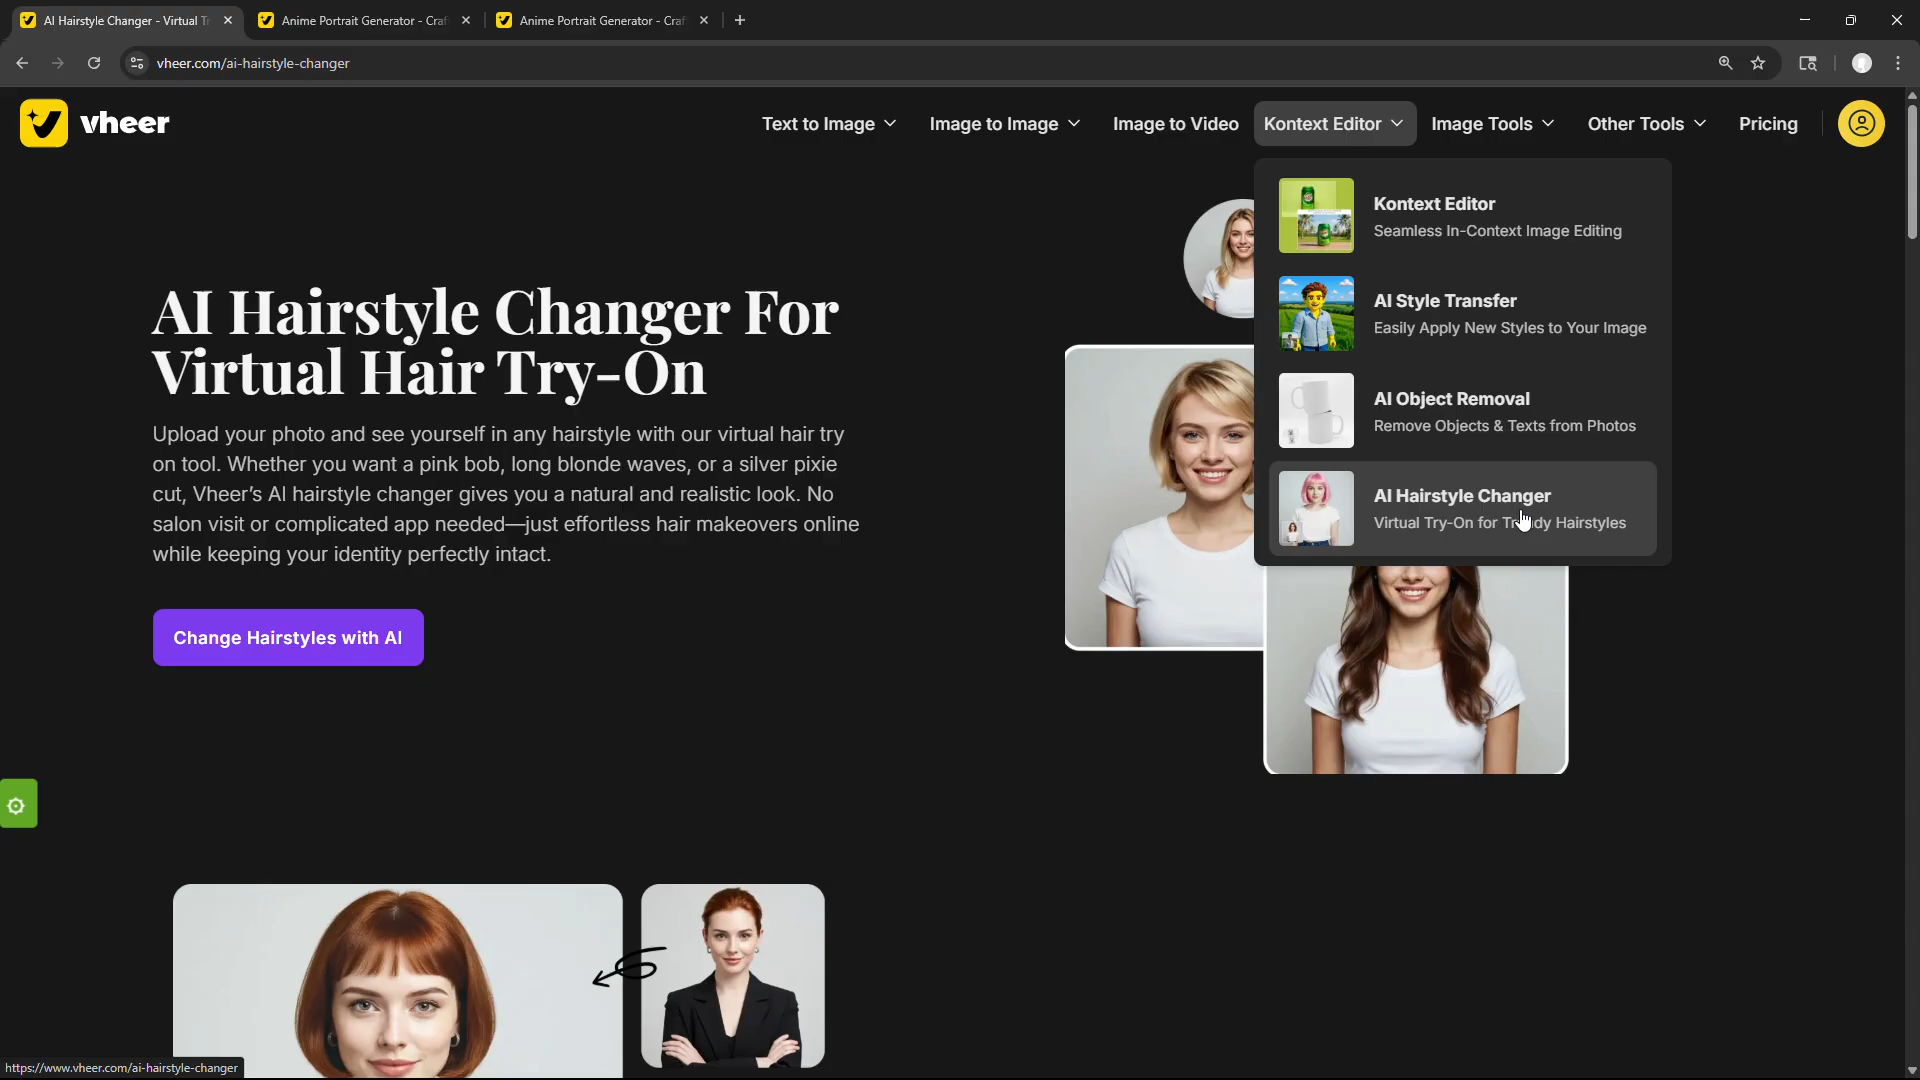 AI Hairstyle Changer - Virtual Tr
Anime Portrait Generator - Craf
Anime Portrait Generator - Craf
vheer.com/ai-hairstyle-changer
vheer
Text to Image
Image to Image
Image to Video
Kontext Editor
Image Tools
Other Tools
Pricing
Kontext Editor
Seamless In-Context Image Editing
AI Style Transfer
Easily Apply New Styles to Your Image
AI Object Removal
Remove Objects & Texts from Photos
AI Hairstyle Changer
Virtual Try-On for Hairstyles
AI Hairstyle Changer For
Virtual Hair Try-On
Upload your photo and see yourself in any hairstyle with our virtual hair try
on tool. Whether you want a pink bob, long blonde waves, or a silver pixie
cut, Vheer's AI hairstyle changer gives you a natural and realistic look. No
salon visit or complicated app needed—just effortless hair makeovers online
while keeping your identity perfectly intact.
Change Hairstyles with AI
https://www.vheer.com/ai-hairstyle-changer